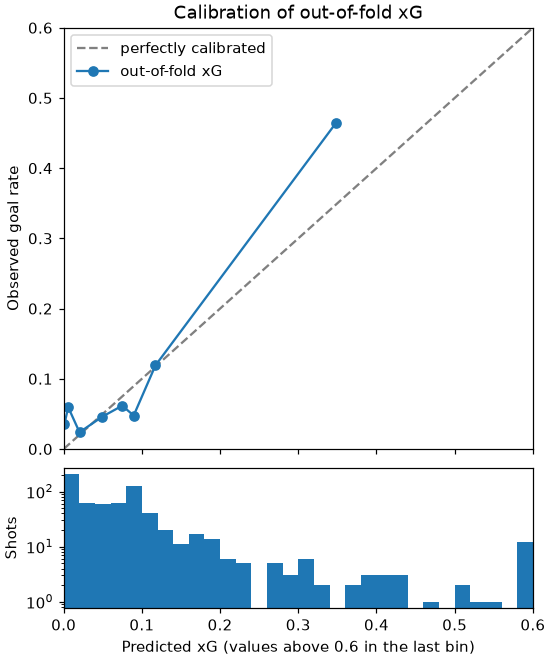 Calibration of out-of-fold xG
perfectly calibrated
out-of-fold xG
0.6
0.5
0.4
0.3
0.2
0.1
0.0
Observed goal rate
10²
10¹
10⁰
Shots
0.0 0.1 0.2 0.3 0.4 0.5 0.6
Predicted xG (values above 0.6 in the last bin)